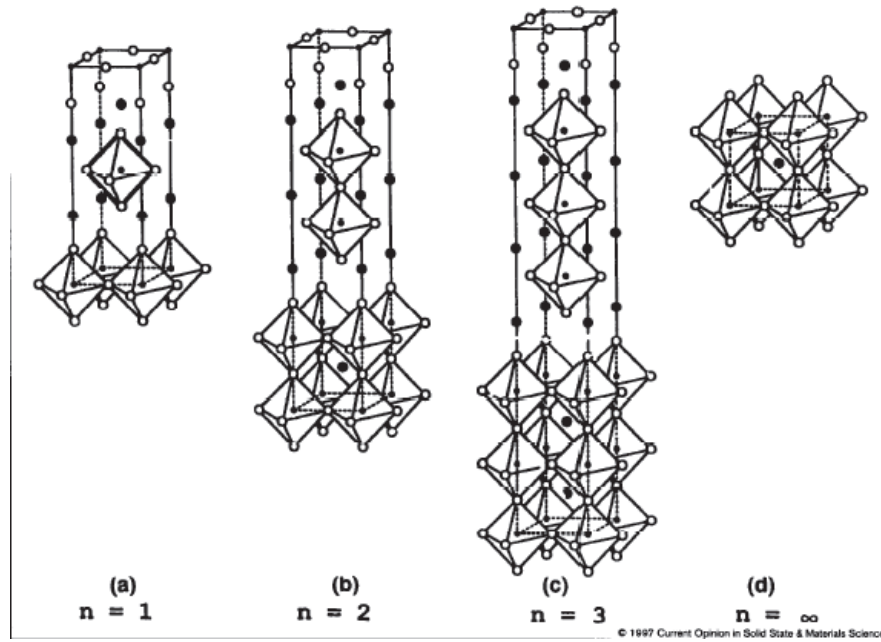 (a) (b) (c) (d)
n = 1 n = 2 n = 3 n = ∞
© 1997 Current Opinion in Solid State & Materials Science